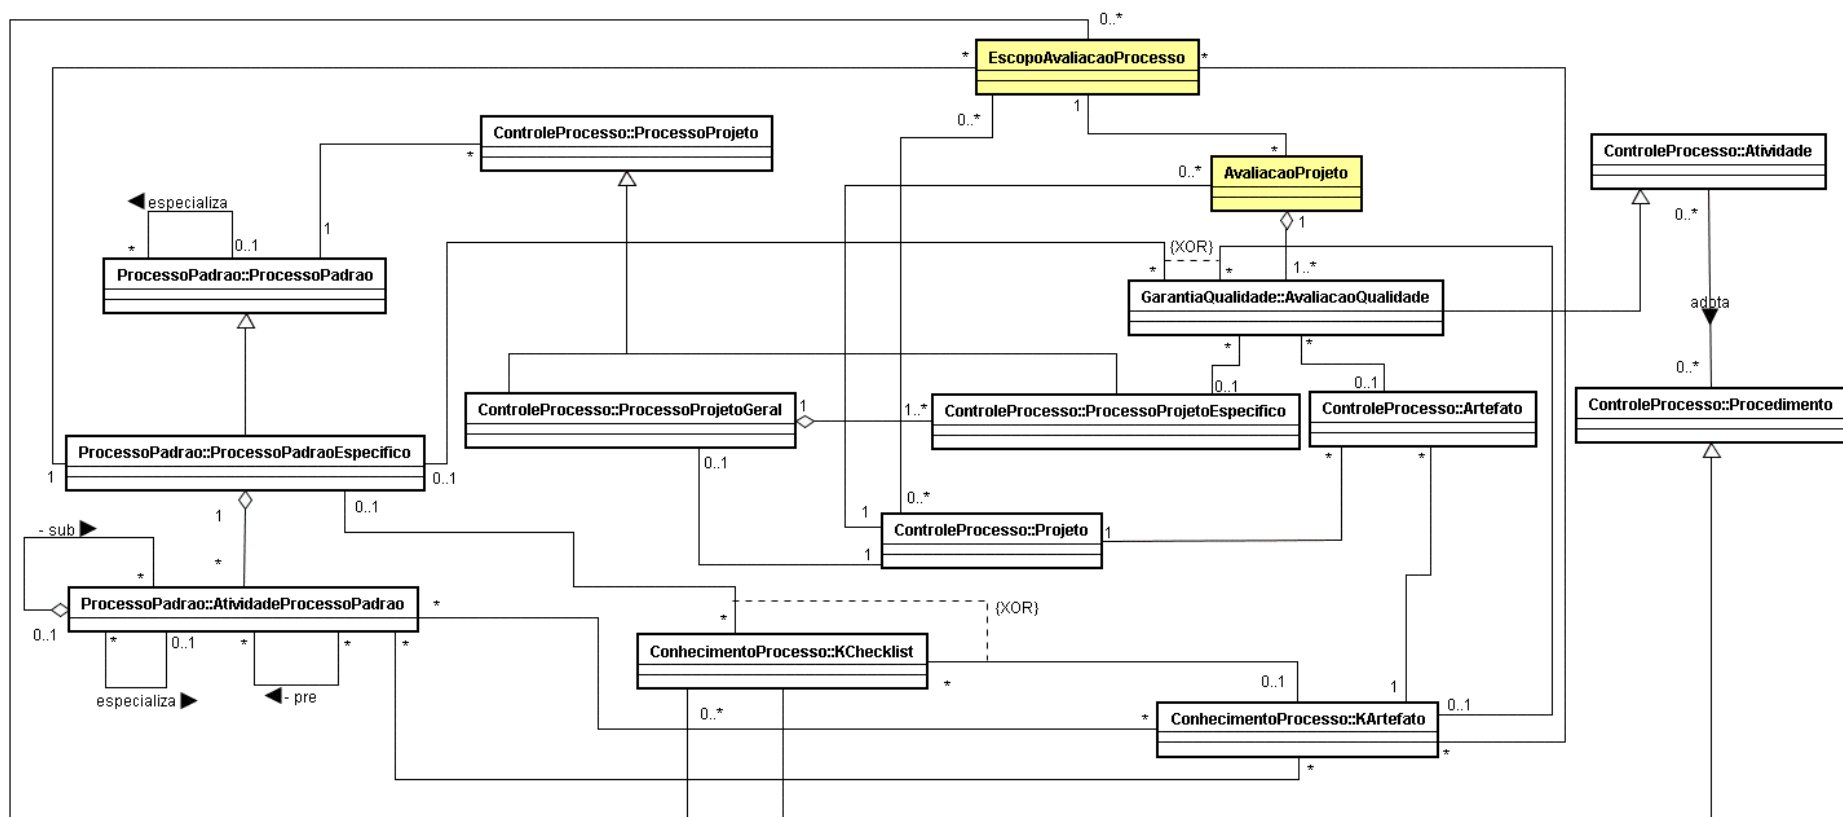 0..*
*
EscopoAvaliacaoProcesso
*
0..*
1
ControleProcesso::ProcessoProjeto
*
*
ControleProcesso::Atividade
0..*
AvaliacaoProjeto
especializa
0..*
1
1
*
0..1
{XOR}
ProcessoPadrao::ProcessoPadrao
*
*
1..*
GarantiaQualidade::AvaliacaoQualidade
adota
*
*
0..*
0..1
0..1
ControleProcesso::ProcessoProjetoGeral
1
1..*
ControleProcesso::ProcessoProjetoEspecifico
ControleProcesso::Artefato
ControleProcesso::Procedimento
ProcessoPadrao::ProcessoPadraoEspecifico
1
0..1
0..1
*
*
0..1
1
0..*
1
- sub
ControleProcesso::Projeto
1
1
*
*
ProcessoPadrao::AtividadeProcessoPadrao
*
{XOR}
0..1
*
0..1
*
*
*
*
ConhecimentoProcesso::KChecklist
*
0..1
1
especializa
- pre
0..*
*
0..1
ConhecimentoProcesso::KArtefato
*
*